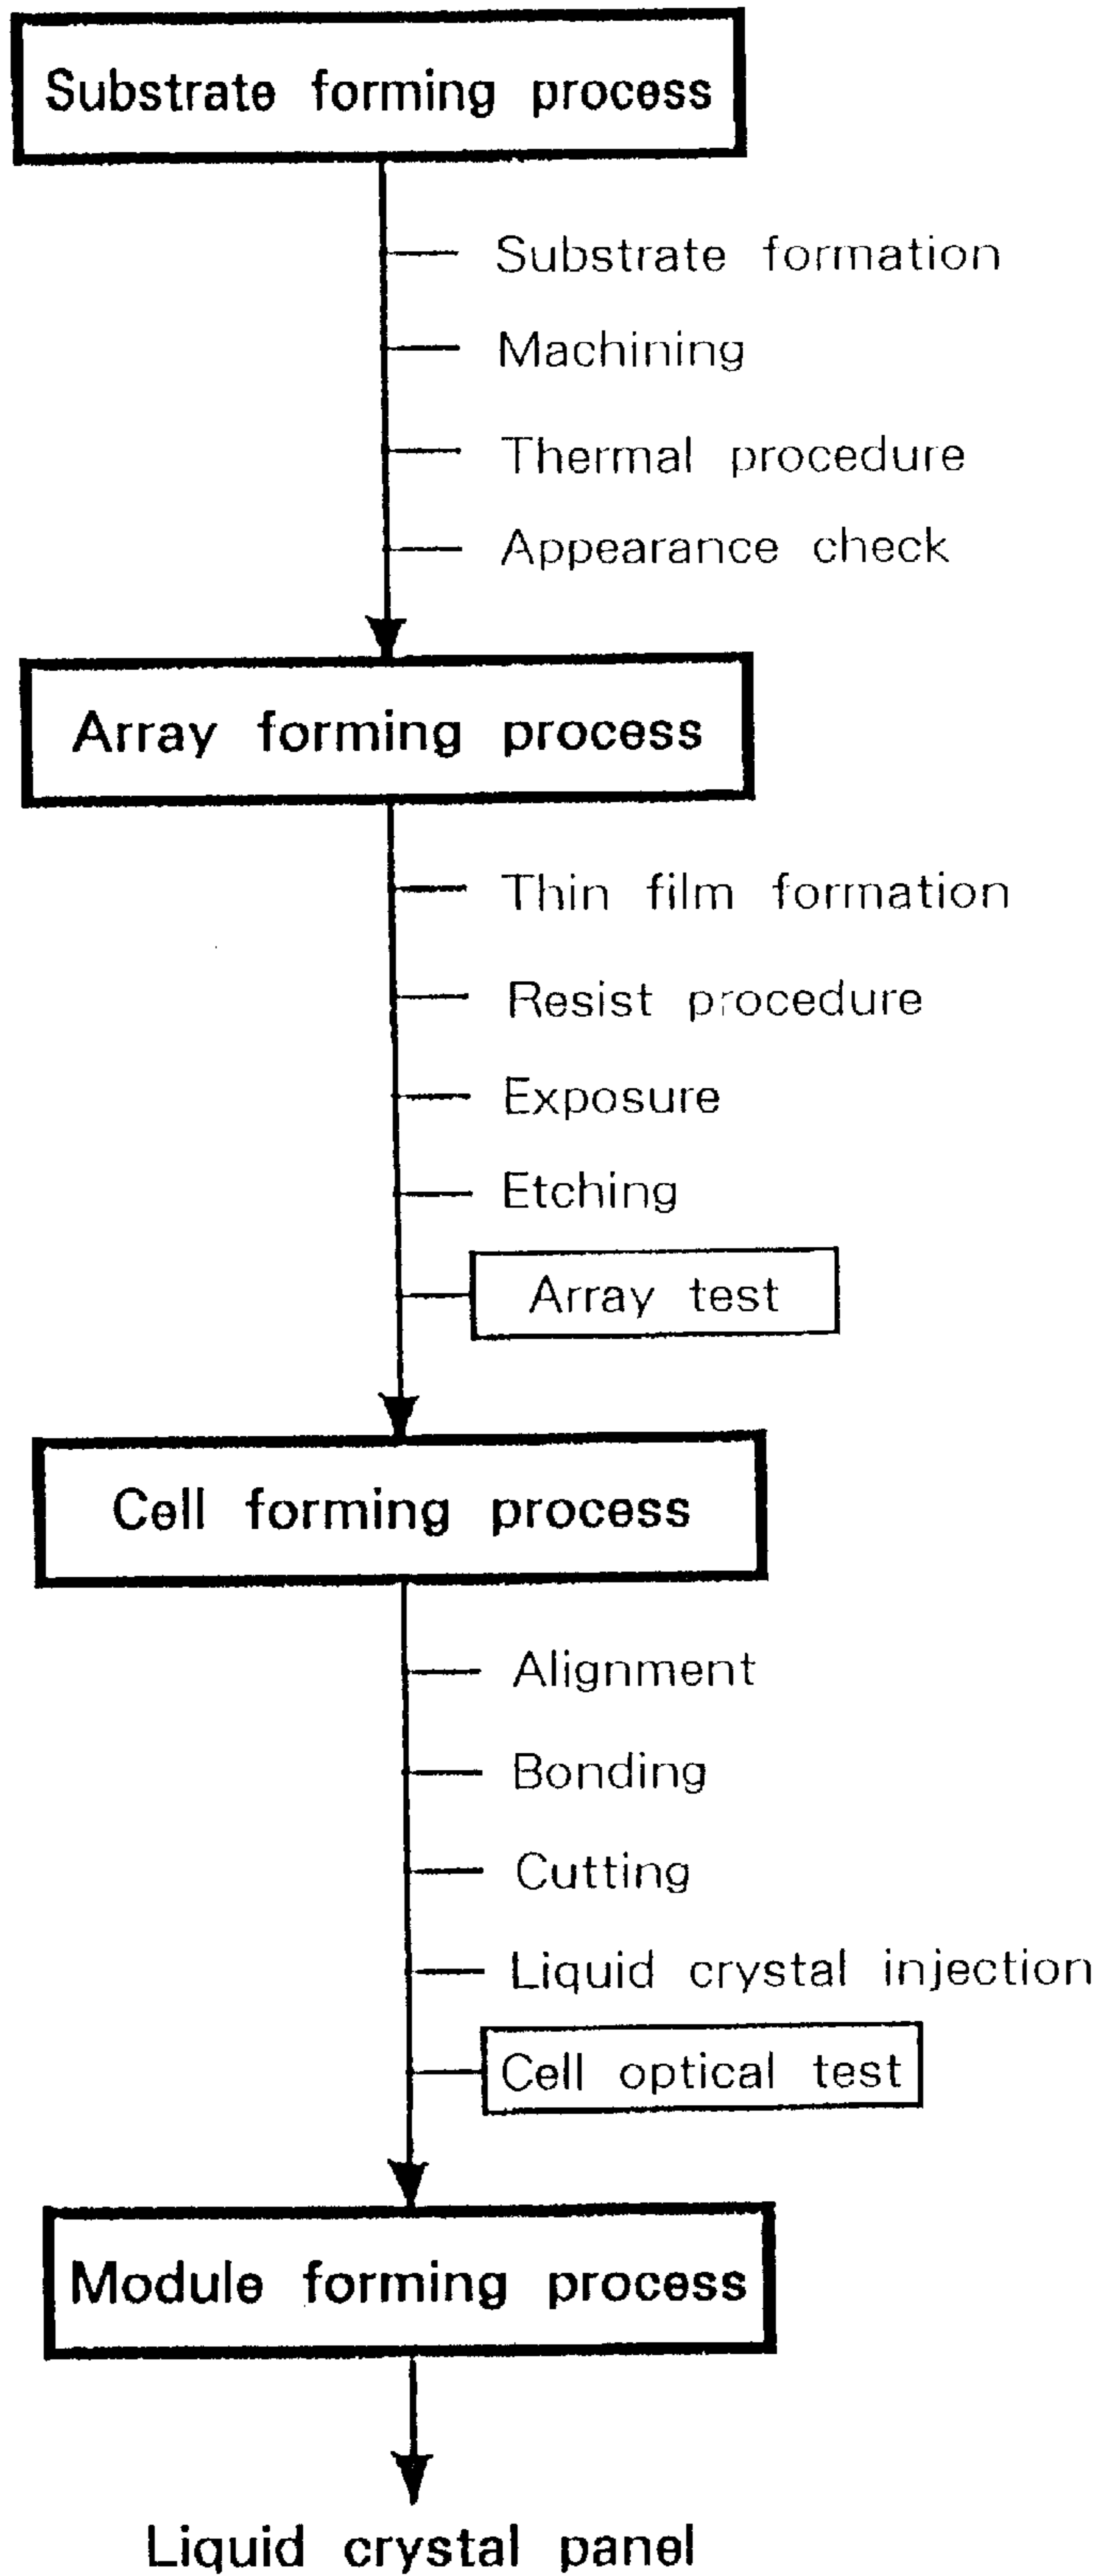 Substrate forming process
Substrate formation
Machining
Thermal procedure
Appearance check
Array forming process
Thin film formation
Resist procedure
Exposure
Etching
Array test
Cell forming process
Alignment
Bonding
Cutting
Liquid crystal injection
Cell optical test
Module forming process
Liquid crystal panel